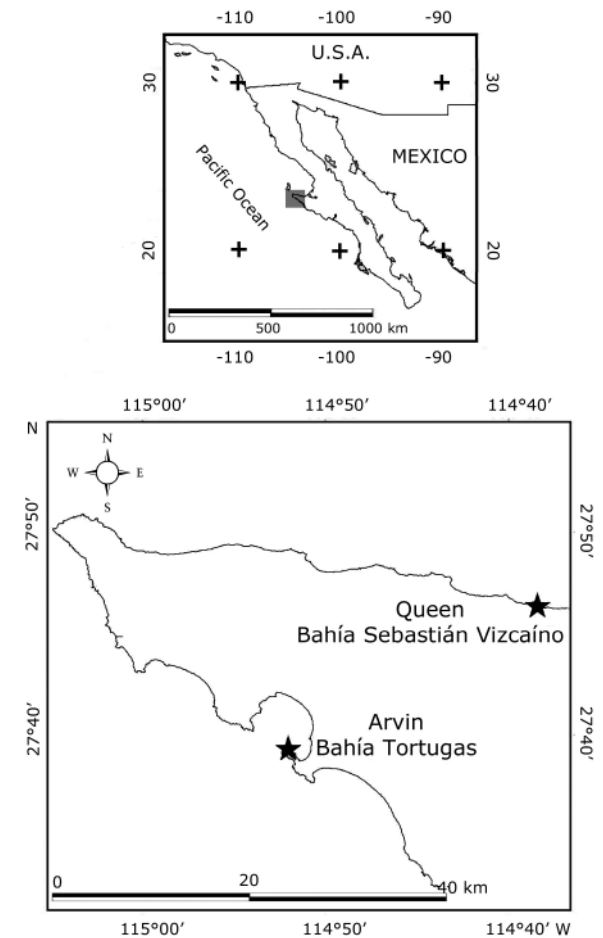 -110 -100 -90
U.S.A.
30 30
MEXICO
Pacific Ocean
20 20
0 500 1000 km
-110 -100 -90
115°00’ 114°50’ 114°40’
N
N
W E
S
27°50’ 27°50’
Queen
Bahía Sebastián Vizcaíno
Arvin
Bahía Tortugas
27°40’ 27°40’
0 20 40 km
115°00’ 114°50’ 114°40’ W